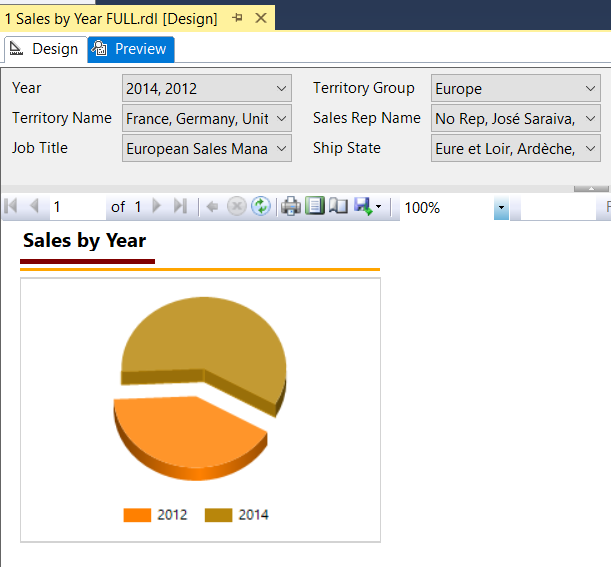 1 Sales by Year FULL.rdl [Design]
Design Preview
Year 2014, 2012 Territory Group Europe
Territory Name France, Germany, Unit Sales Rep Name No Rep, José Saraiva,
Job Title European Sales Mana Ship State Eure et Loir, Ardèche,
1 of 1 100%
Sales by Year
2012 2014